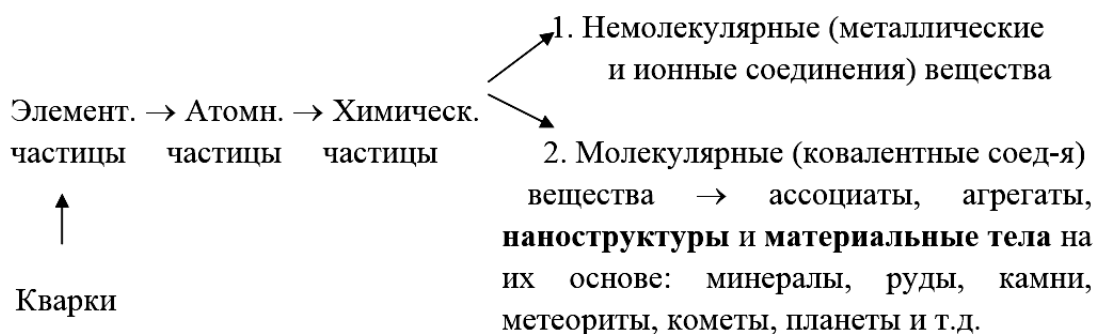 1. Немолекулярные (металлические
и ионные соединения) вещества
Элемент. → Атомн. → Химическ.
частицы частицы частицы
2. Молекулярные (ковалентные соед-я)
вещества → ассоциаты, агрегаты,
наноструктуры и материальные тела на
их основе: минералы, руды, камни,
метеориты, кометы, планеты и т.д.
Кварки